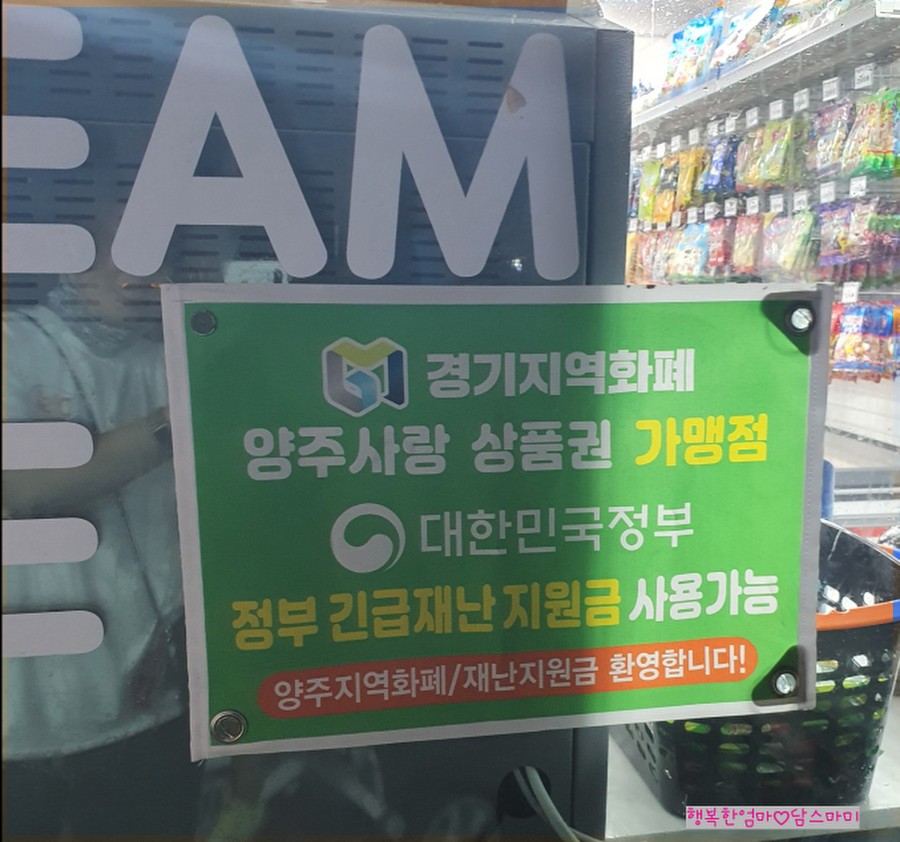 EAM
경기지역화폐
양주사랑 상품권 가맹점
대한민국정부
정부 긴급재난 지원금 사용가능
양주지역화폐/재난지원금 환영합니다!
행복한엄마♡담스마미